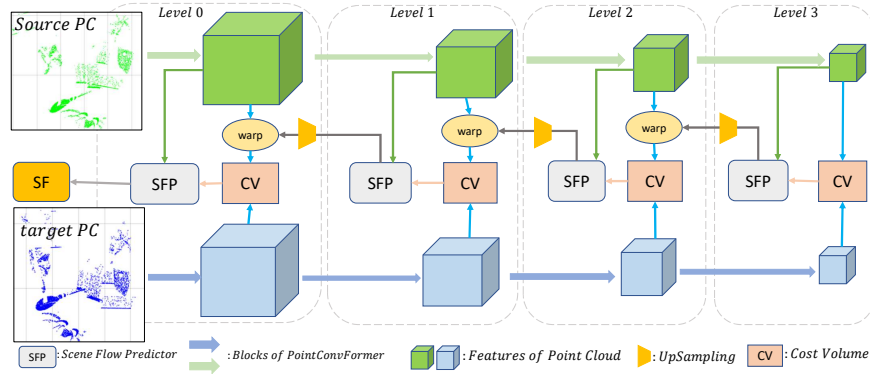 Level 0
Level 1
Level 2
Level 3
Source PC
warp
warp
warp
SF
SFP
CV
SFP
CV
SFP
CV
SFP
CV
target PC
SFP : Scene Flow Predictor
: Blocks of PointConvFormer
: Features of Point Cloud
: UpSampling
CV : Cost Volume